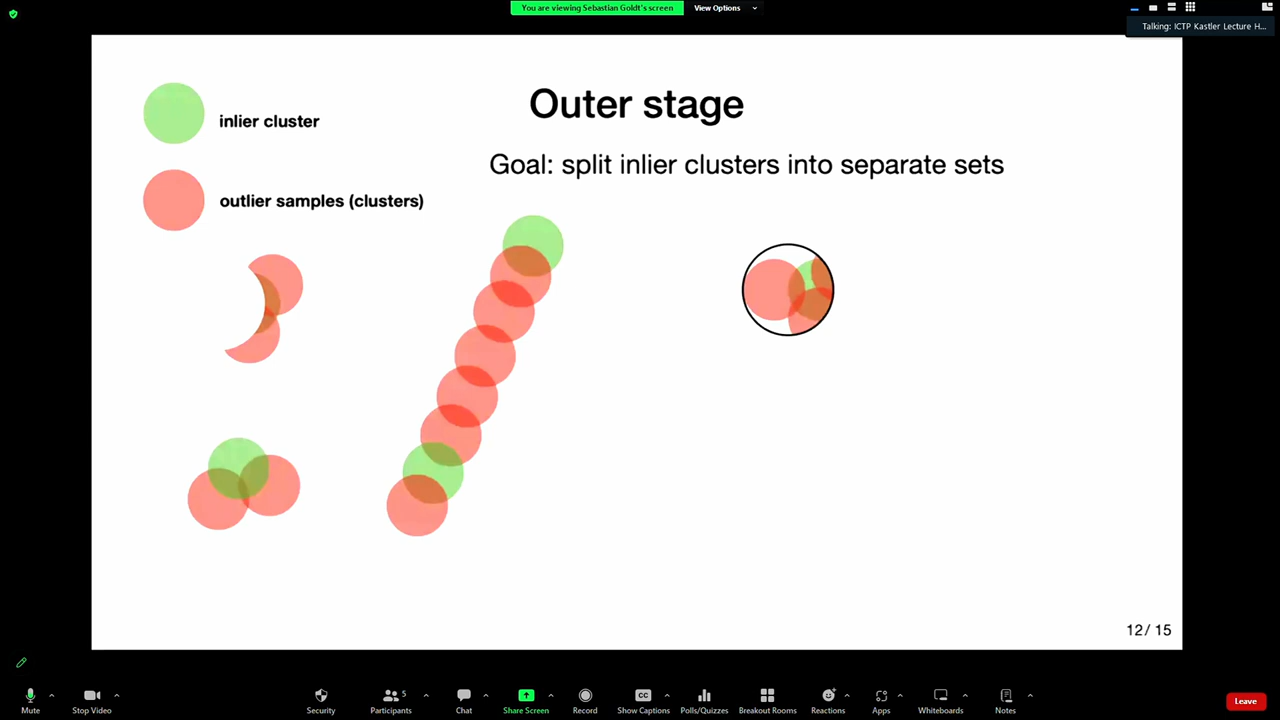 You are viewing Sebastian Goldt's screen
View Options
Talking: ICTP Kastler Lecture H...
Outer stage
inlier cluster
Goal: split inlier clusters into separate sets
outlier samples (clusters)
12/ 15
Mute
Stop Video
Security
Participants
5
Chat
Share Screen
Record
CC
Show Captions
Polls/Quizzes
Breakout Rooms
Reactions
Apps
Whiteboards
Notes
Leave